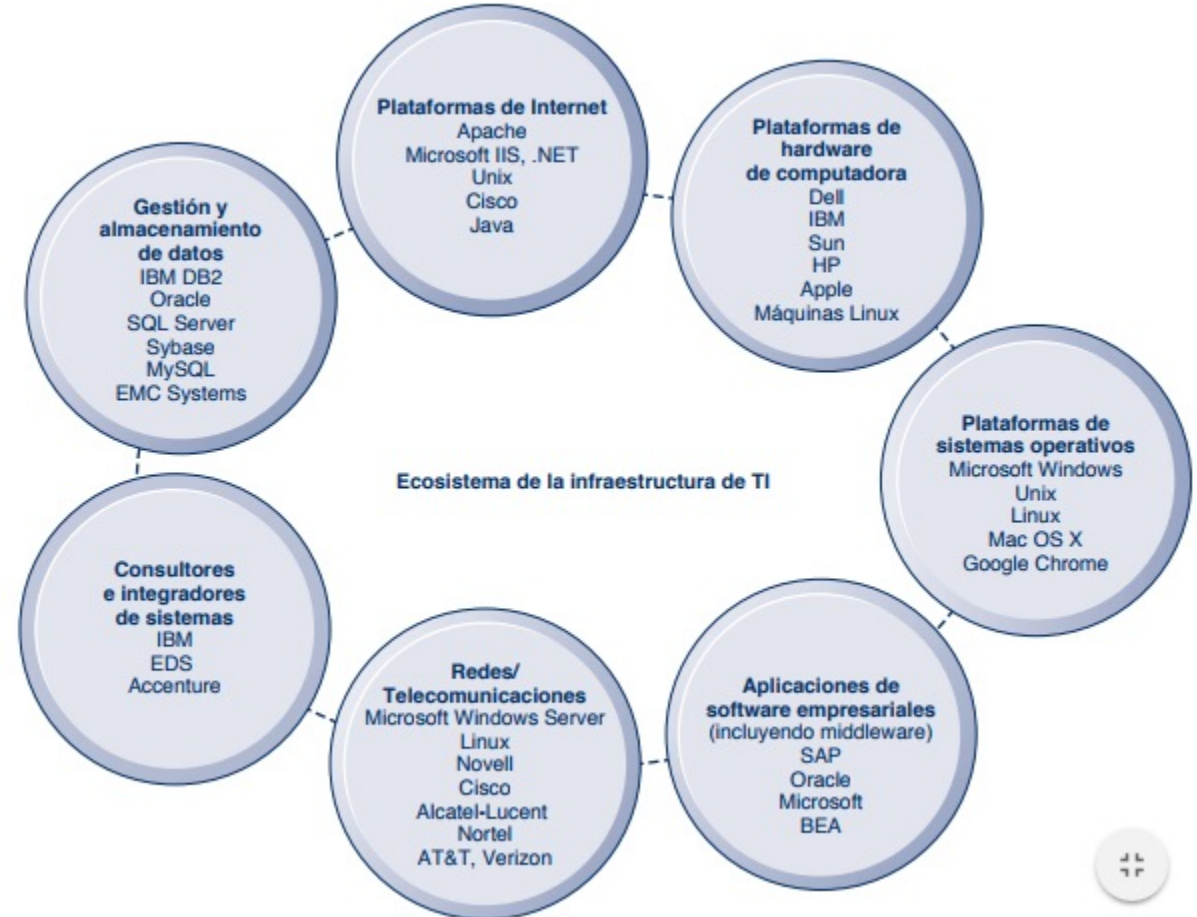 Plataformas de Internet
Apache
Microsoft IIS, .NET
Unix
Cisco
Java
Plataformas de
hardware
de computadora
Dell
IBM
Sun
HP
Apple
Máquinas Linux
Gestión y
almacenamiento
de datos
IBM DB2
Oracle
SQL Server
Sybase
MySQL
EMC Systems
Plataformas de
sistemas operativos
Microsoft Windows
Unix
Linux
Mac OS X
Google Chrome
Ecosistema de la infraestructura de TI
Consultores
e integradores
de sistemas
IBM
EDS
Accenture
Redes/
Telecomunicaciones
Microsoft Windows Server
Linux
Novell
Cisco
Alcatel-Lucent
Nortel
AT&T, Verizon
Aplicaciones de
software empresariales
(incluyendo middleware)
SAP
Oracle
Microsoft
BEA